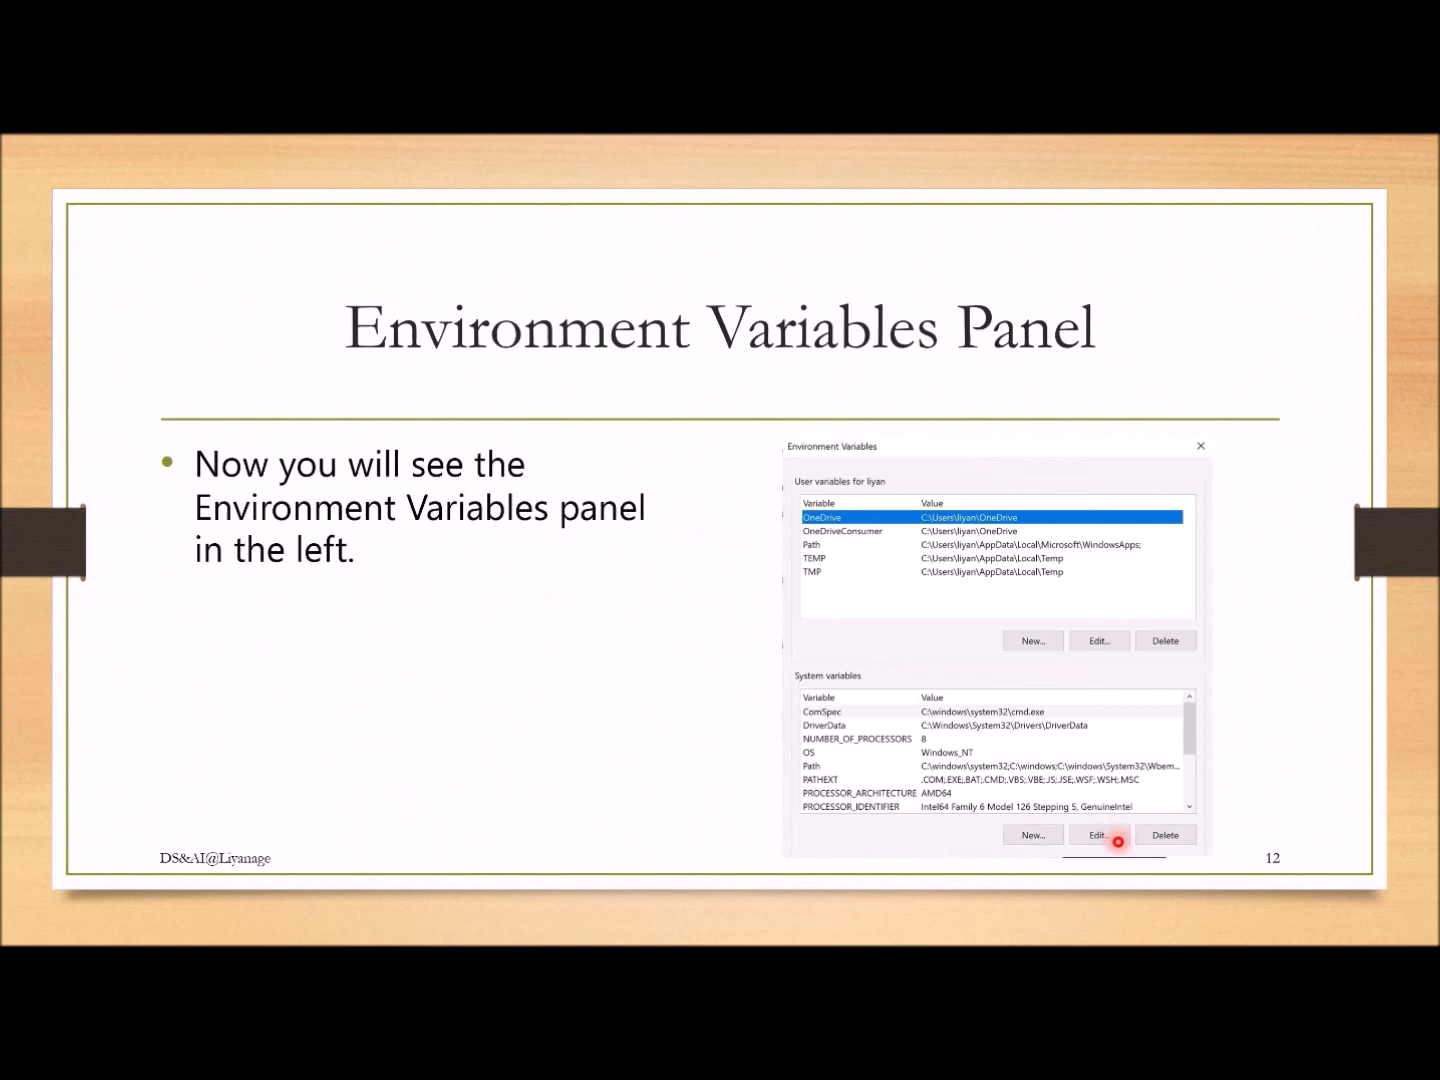 Environment Variables Panel
• Now you will see the
Environment Variables panel
in the left.
Environment Variables
User variables for liyan
Variable Value
OneDrive C:\Users\liyan\OneDrive
OneDriveConsumer C:\Users\liyan\OneDrive
Path C:\Users\liyan\AppData\Local\Microsoft\WindowsApps;
TEMP C:\Users\liyan\AppData\Local\Temp
TMP C:\Users\liyan\AppData\Local\Temp
New... Edit... Delete
System variables
Variable Value
ComSpec C:\windows\system32\cmd.exe
DriverData C:\Windows\System32\Drivers\DriverData
NUMBER_OF_PROCESSORS 8
OS Windows_NT
Path C:\windows\system32;C:\windows;C:\windows\System32\Wbem...
PATHEXT .COM;.EXE;.BAT;.CMD;.VBS;.VBE;.JS;.JSE;.WSF;.WSH;.MSC
PROCESSOR_ARCHITECTURE AMD64
PROCESSOR_IDENTIFIER Intel64 Family 6 Model 126 Stepping 5, GenuineIntel
New... Edit... Delete
DS&AI@Liyanage 12